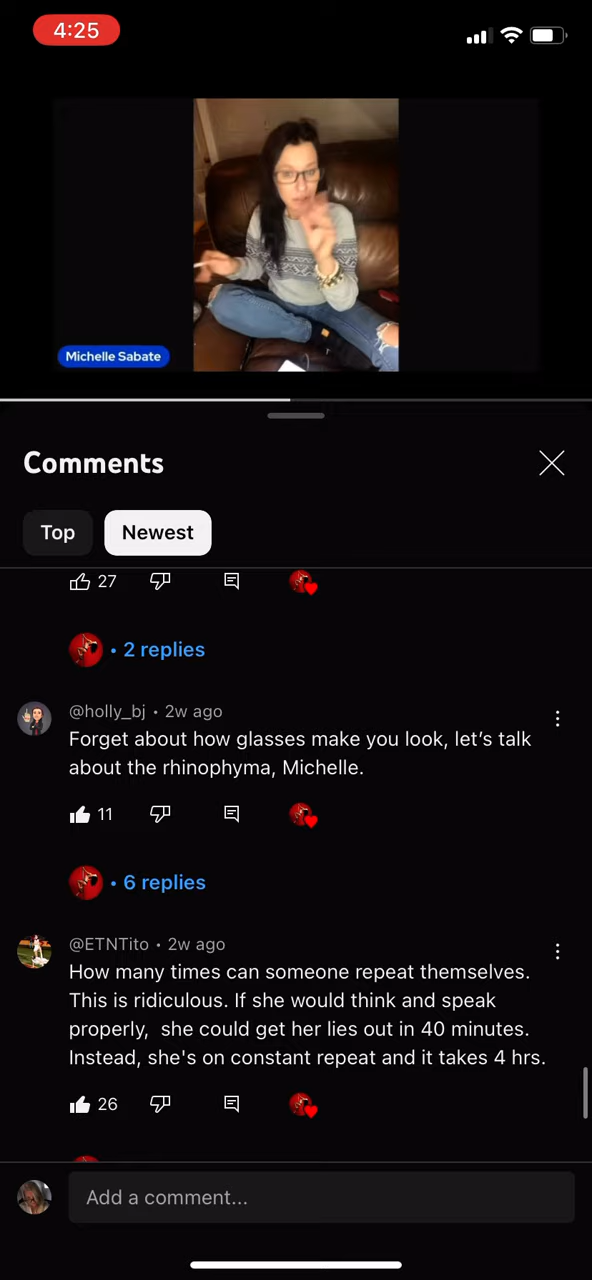 4:25
Michelle Sabate
Comments
Top
Newest
27
• 2 replies
@holly_bj • 2w ago
Forget about how glasses make you look, let’s talk
about the rhinophyma, Michelle.
11
• 6 replies
@ETNTito • 2w ago
How many times can someone repeat themselves.
This is ridiculous. If she would think and speak
properly,  she could get her lies out in 40 minutes.
Instead, she's on constant repeat and it takes 4 hrs.
26
Add a comment...